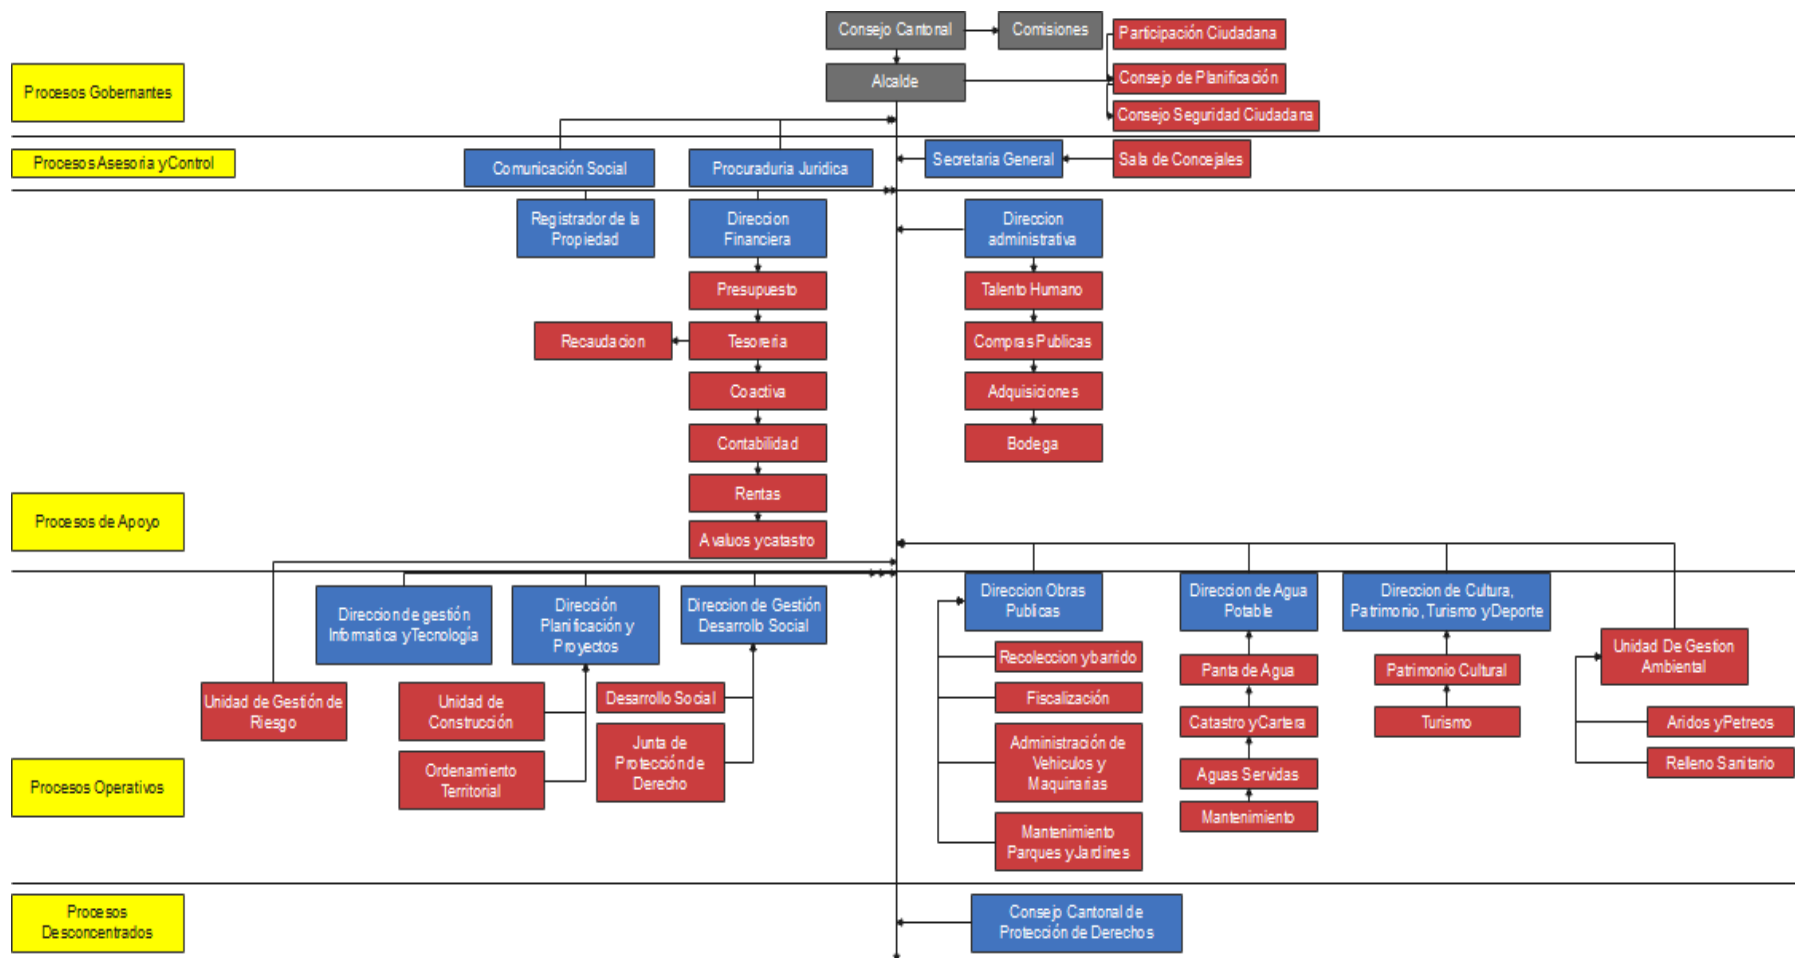 Consejo Cantonal
Comisiones
Participación Ciudadana
Procesos Gobernantes
Alcalde
Consejo de Planificación
Consejo Seguridad Ciudadana
Procesos Asesoria y Control
Comunicación Social
Procuraduria Juridica
Secretaria General
Sala de Concejales
Registrador de la
Propiedad
Direccion
Financiera
Direccion
administrativa
Presupuesto
Talento Humano
Recaudacion
Tesoreria
Compras Publicas
Coactiva
Adquisiciones
Contabilidad
Bodega
Rentas
Procesos de Apoyo
Avaluos y catastro
Direccion de gestión
Informatica y Tecnología
Dirección
Planificación y
Proyectos
Direccion de Gestión
Desarrollo Social
Direccion Obras
Publicas
Direccion de Agua
Potable
Direccion de Cultura,
Patrimonio, Turismo y Deporte
Unidad De Gestion
Ambiental
Recoleccion y barrido
Panta de Agua
Patrimonio Cultural
Unidad de Gestión de
Riesgo
Unidad de
Construcción
Desarrollo Social
Fiscalización
Catastro y Cartera
Turismo
Aridos y Petreos
Junta de
Protección de
Derecho
Administración de
Vehiculos y
Maquinarias
Ordenamiento
Territorial
Aguas Servidas
Relleno Sanitario
Procesos Operativos
Mantenimiento
Mantenimiento
Parques y Jardines
Procesos
Desconcentrados
Consejo Cantonal de
Protección de Derechos